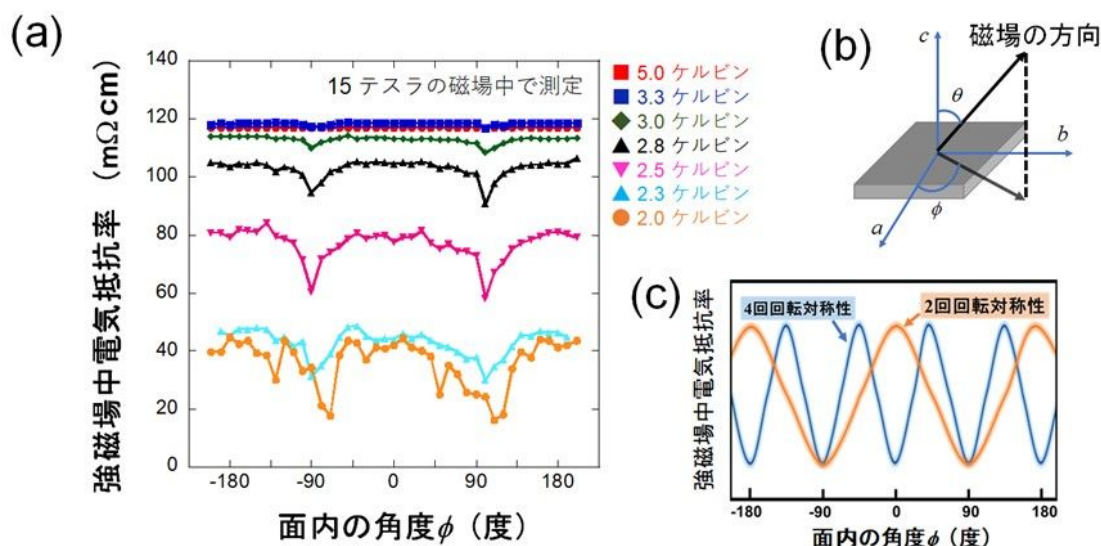 (a)
140
120
100
80
60
40
20
0
強磁場中電気抵抗率（mΩcm）
15 テスラの磁場中で測定
-180
-90
0
90
180
面内の角度ϕ（度）
5.0 ケルビン
3.3 ケルビン
3.0 ケルビン
2.8 ケルビン
2.5 ケルビン
2.3 ケルビン
2.0 ケルビン
(b)
c
磁場の方向
θ
b
a
ϕ
(c)
4回回転対称性
2回回転対称性
強磁場中電気抵抗率
-180
-90
0
90
180
面内の角度ϕ（度）